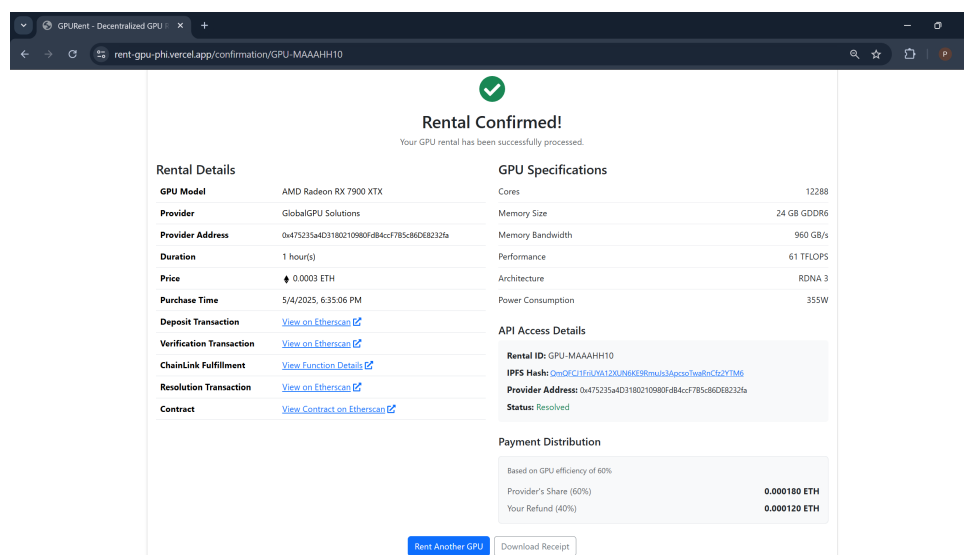 GPURent - Decentralized GPU R
rent-gpu-phi.vercel.app/confirmation/GPU-MAAAHH10
P
Rental Confirmed!
Your GPU rental has been successfully processed.
Rental Details
GPU Model AMD Radeon RX 7900 XTX
Provider GlobalGPU Solutions
Provider Address 0x475235a4D3180210980FdB4ccF7B5c86DE8232fa
Duration 1 hour(s)
Price 0.0003 ETH
Purchase Time 5/4/2025, 6:35:06 PM
Deposit Transaction View on Etherscan
Verification Transaction View on Etherscan
ChainLink Fulfillment View Function Details
Resolution Transaction View on Etherscan
Contract View Contract on Etherscan
GPU Specifications
Cores 12288
Memory Size 24 GB GDDR6
Memory Bandwidth 960 GB/s
Performance 61 TFLOPS
Architecture RDNA 3
Power Consumption 355W
API Access Details
Rental ID: GPU-MAAAHH10
IPFS Hash:
Provider Address: 0x475235a4D3180210980FdB4ccF7B5c86DE8232fa
Status: Resolved
Payment Distribution
Based on GPU efficiency of 60%
Provider's Share (60%) 0.000180 ETH
Your Refund (40%) 0.000120 ETH
Rent Another GPU Download Receipt